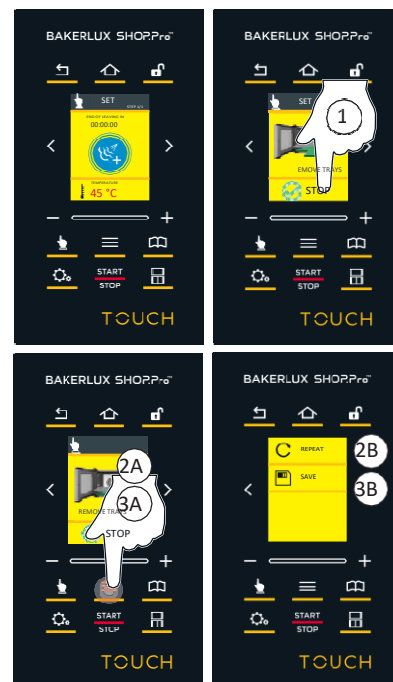 BAKERLUX SHOP.Pro™
SET
STEP 1/1
END OF LEAVING IN
00:00:00
TEMPERATURE
45 °C
START
STOP
TOUCH
BAKERLUX SHOP.Pro™
SET
1
EMOVE TRAYS
STOP
START
STOP
TOUCH
BAKERLUX SHOP.Pro™
2A
3A
REMOVE TRAYS
STOP
START
STOP
TOUCH
BAKERLUX SHOP.Pro™
REPEAT
2B
SAVE
3B
START
STOP
TOUCH